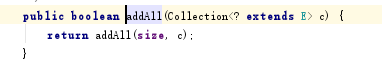 public boolean addAll(Collection<? extends E> c) {
return addAll(size, c);
}